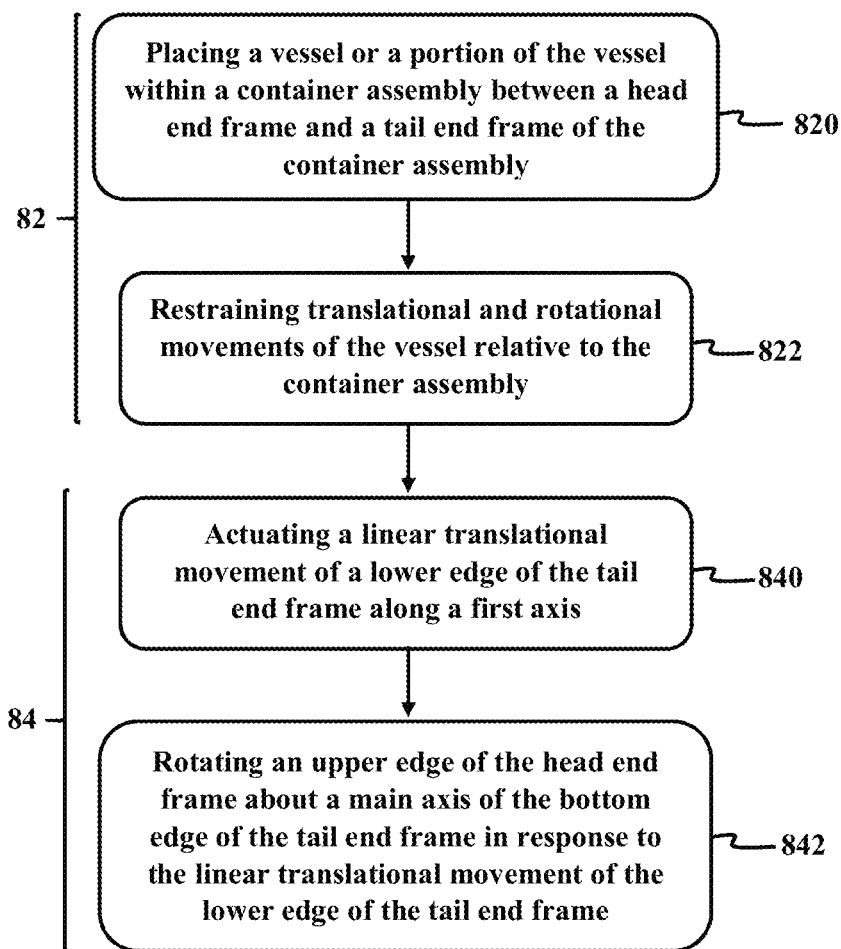 Placing a vessel or a portion of the vessel
within a container assembly between a head
end frame and a tail end frame of the
container assembly
820
82
Restraining translational and rotational
movements of the vessel relative to the
container assembly
822
Actuating a linear translational
movement of a lower edge of the tail
end frame along a first axis
840
84
Rotating an upper edge of the head end
frame about a main axis of the bottom
edge of the tail end frame in response to
the linear translational movement of the
lower edge of the tail end frame
842